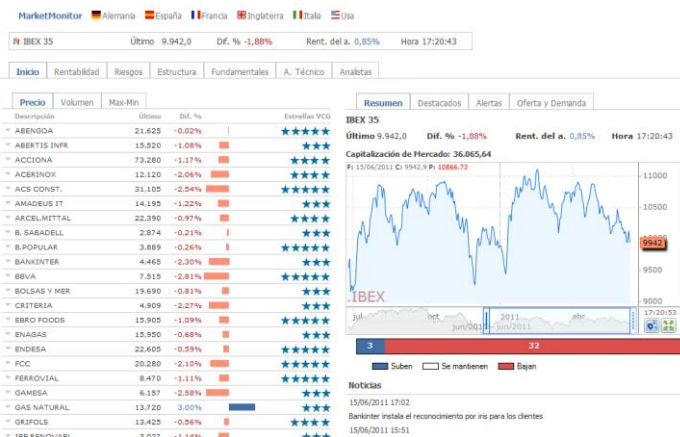 MarketMonitor Alemania España Francia Inglaterra Italia Usa
IBEX 35 Último 9.942,0 Dif. % -1,88% Rent. del a. 0,85% Hora 17:20:43
Inicio Rentabilidad Riesgos Estructura Fundamentales A. Técnico Analistas
Precio Volumen Max-Min
Descripción Último Dif. % Estrellas VCG
ABENGOA 21.625 -0.02%
ABERTIS INFR 15.520 -1.08%
ACCIONA 73.280 -1.17%
ACERINOX 12.120 -2.06%
ACS CONST. 31.105 -2.54%
AMADEUS IT 14.195 -1.22%
ARCEL.MITTAL 22.390 -0.97%
B. SABADELL 2.874 -0.21%
B.POPULAR 3.889 -0.26%
BANKINTER 4.465 -2.30%
BBVA 7.515 -2.81%
BOLSAS Y MER 19.690 -0.81%
CRITERIA 4.909 -2.27%
EBRO FOODS 15.905 -1.09%
ENAGAS 15.950 -0.68%
ENDESA 22.605 -0.59%
FCC 20.280 -2.10%
FERROVIAL 8.470 -1.11%
GAMESA 6.157 -2.58%
GAS NATURAL 13.720 3.00%
GRIFOLS 13.425 -0.56%
Resumen Destacados Alertas Oferta y Demanda
IBEX 35
Último 9.942,0 Dif. % -1,88% Rent. del a. 0,85% Hora 17:20:43
Capitalización de Mercado: 36.065,64
F: 15/06/2011 C: 9942.9 P: 10866.73
11000
10500
9942
9500
9000
.IBEX
jul oct 2011 abr
jun/2011
17:20:53
3 32
Suben Se mantienen Bajan
Noticias
15/06/2011 17:02
Bankinter instala el reconocimiento por iris para los clientes
15/06/2011 15:51